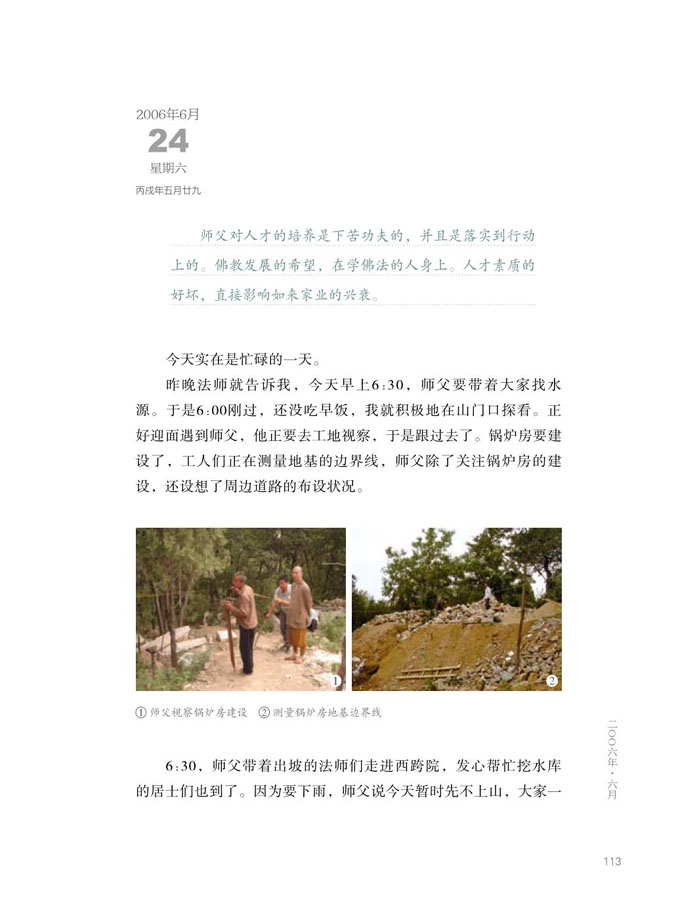 2006年6月
24
星期六
丙戌年五月廿九
师父对人才的培养是下苦功夫的，并且是落实到行动
上的。佛教发展的希望，在学佛法的人身上。人才素质的
好坏，直接影响如来家业的兴衰。
今天实在是忙碌的一天。
昨晚法师就告诉我，今天早上6:30，师父要带着大家找水
源。于是6:00刚过，还没吃早饭，我就积极地在山门口探看。正
好迎面遇到师父，他正要去工地视察，于是跟过去了。锅炉房要建
设了，工人们正在测量地基的边界线，师父除了关注锅炉房的建
设，还设想了周边道路的布设状况。
1
2
①师父视察锅炉房建设 ②测量锅炉房地基边界线
6:30，师父带着出坡的法师们走进西跨院，发心帮忙挖水库
的居士们也到了。因为要下雨，师父说今天暂时先不上山，大家一
二〇〇六年·六月
113